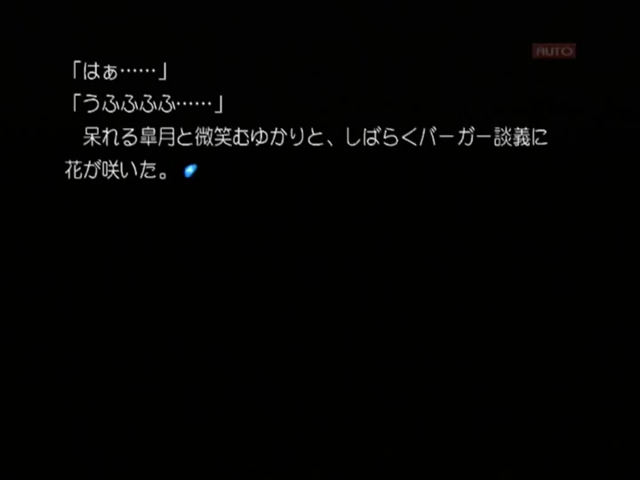 AUTO
「はぁ……」
「うふふふふ……」
　呆れる皐月と微笑むゆかりと、しばらくバーガー談義に
花が咲いた。